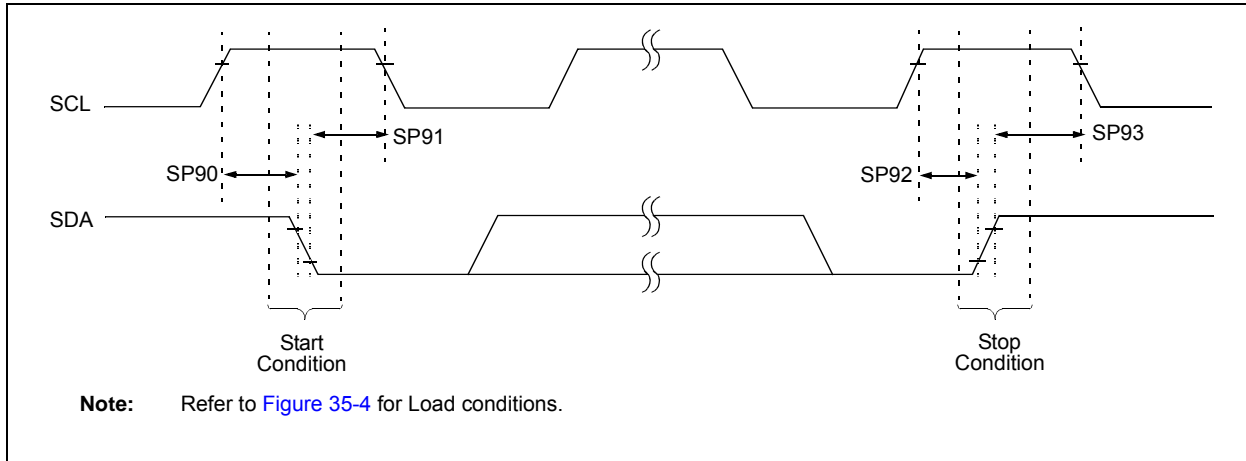 SCL
SP91
SP93
SP90
SP92
SDA
Start
Condition
Stop
Condition
Note: Refer to Figure 35-4 for Load conditions.